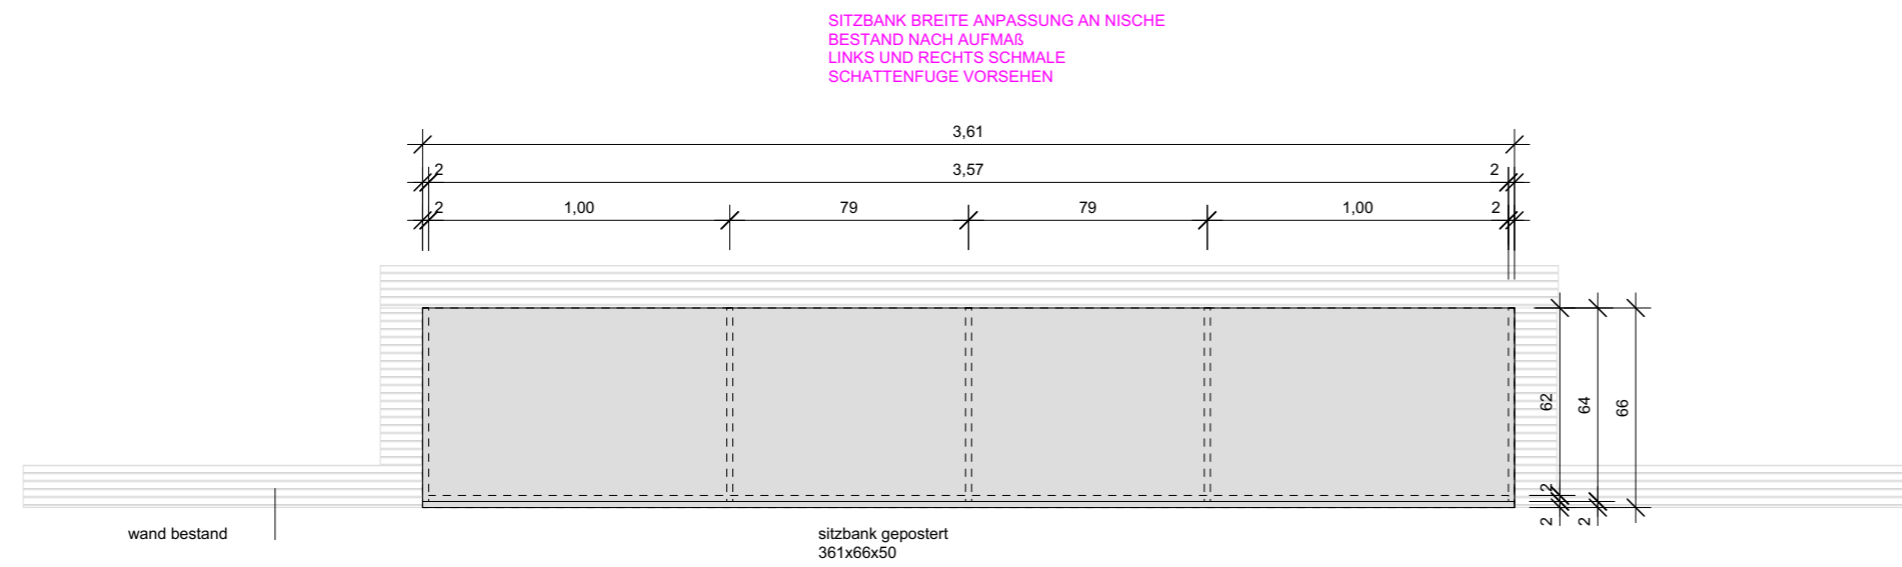 SITZBANK BREITE ANPASSUNG AN NISCHE
BESTAND NACH AUFMAß
LINKS UND RECHTS SCHMALE
SCHATTENFUGE VORSEHEN
3,61
2 3,57 2
2 1,00 79 79 1,00 2
62 64 66
2
2 2
wand bestand
sitzbank gepostert
361x66x50